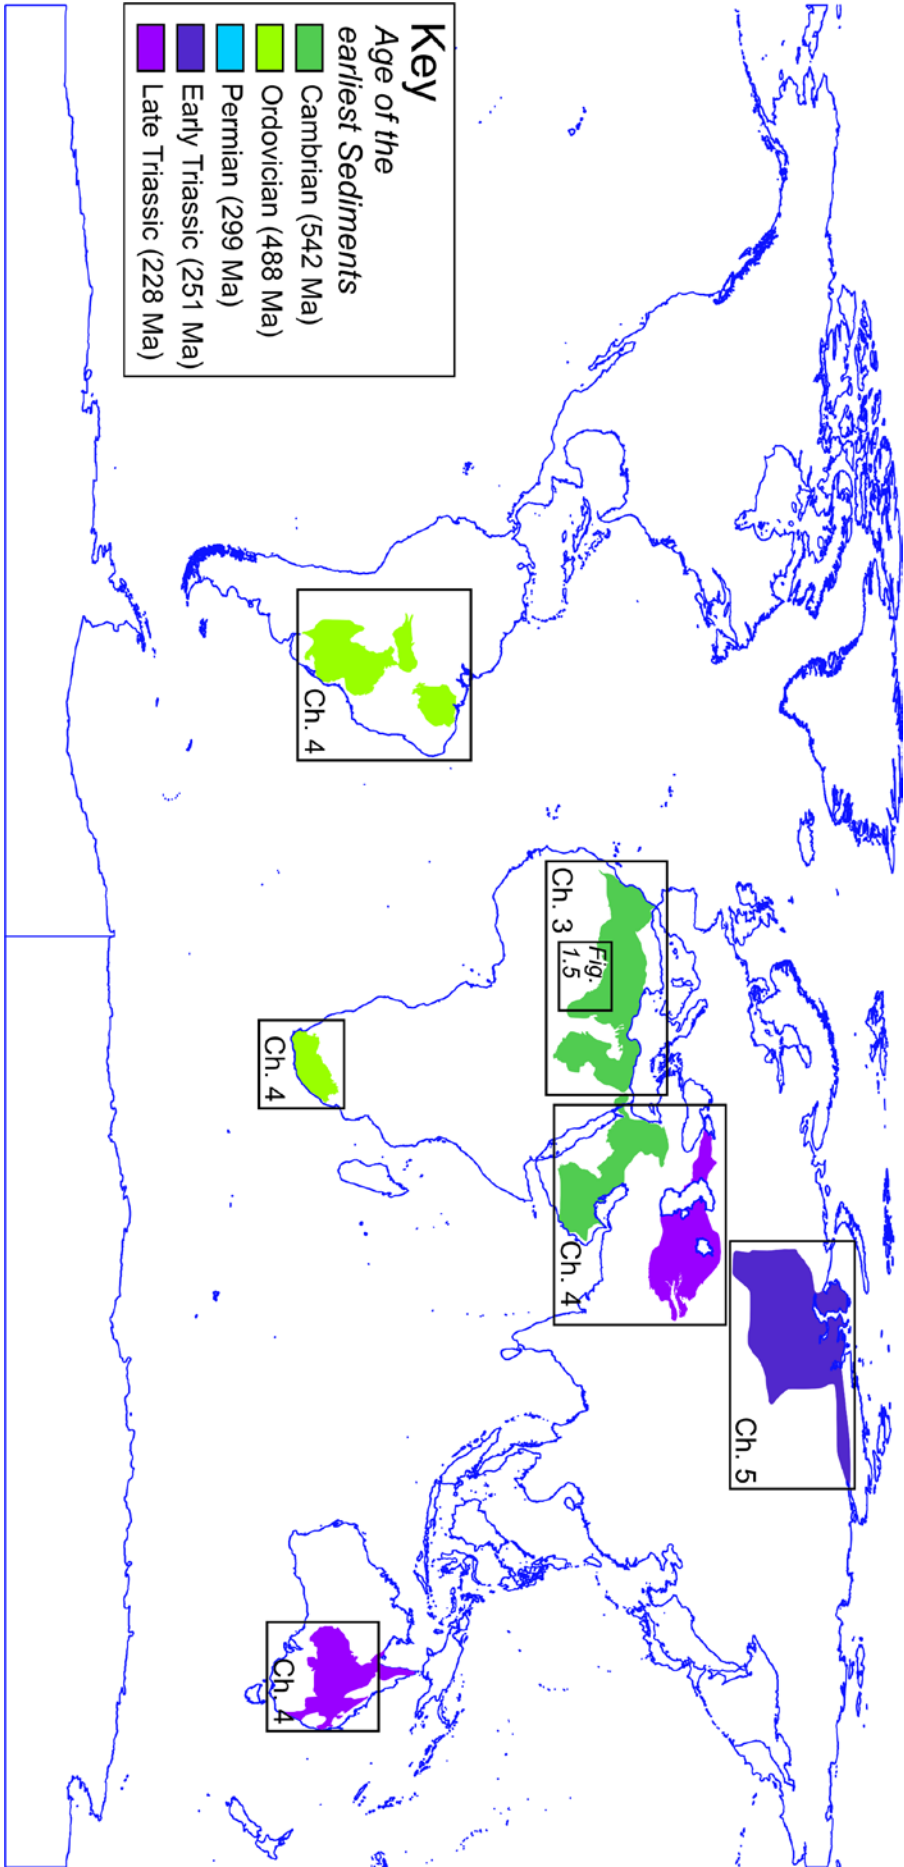 Key
Age of the
earliest Sediments
Cambrian (542 Ma)
Ordovician (488 Ma)
Permian (299 Ma)
Early Triassic (251 Ma)
Late Triassic (228 Ma)
Ch. 4
Ch. 3
Fig.
1.5
Ch. 4
Ch. 4
Ch. 5
Ch. 4